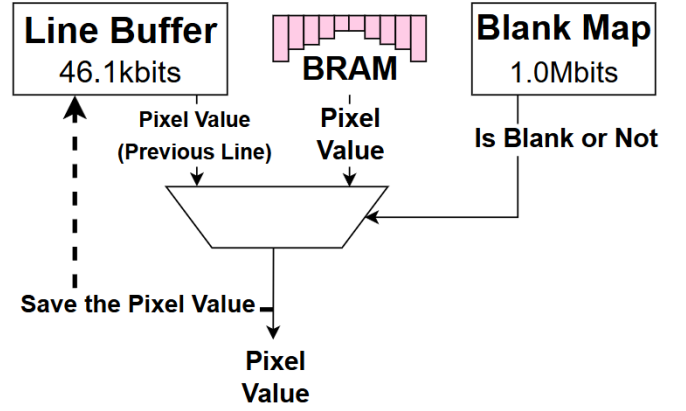 Line Buffer
46.1kbits
BRAM
Blank Map
1.0Mbits
Pixel Value
(Previous Line)
Pixel
Value
Is Blank or Not
Save the Pixel Value
Pixel
Value